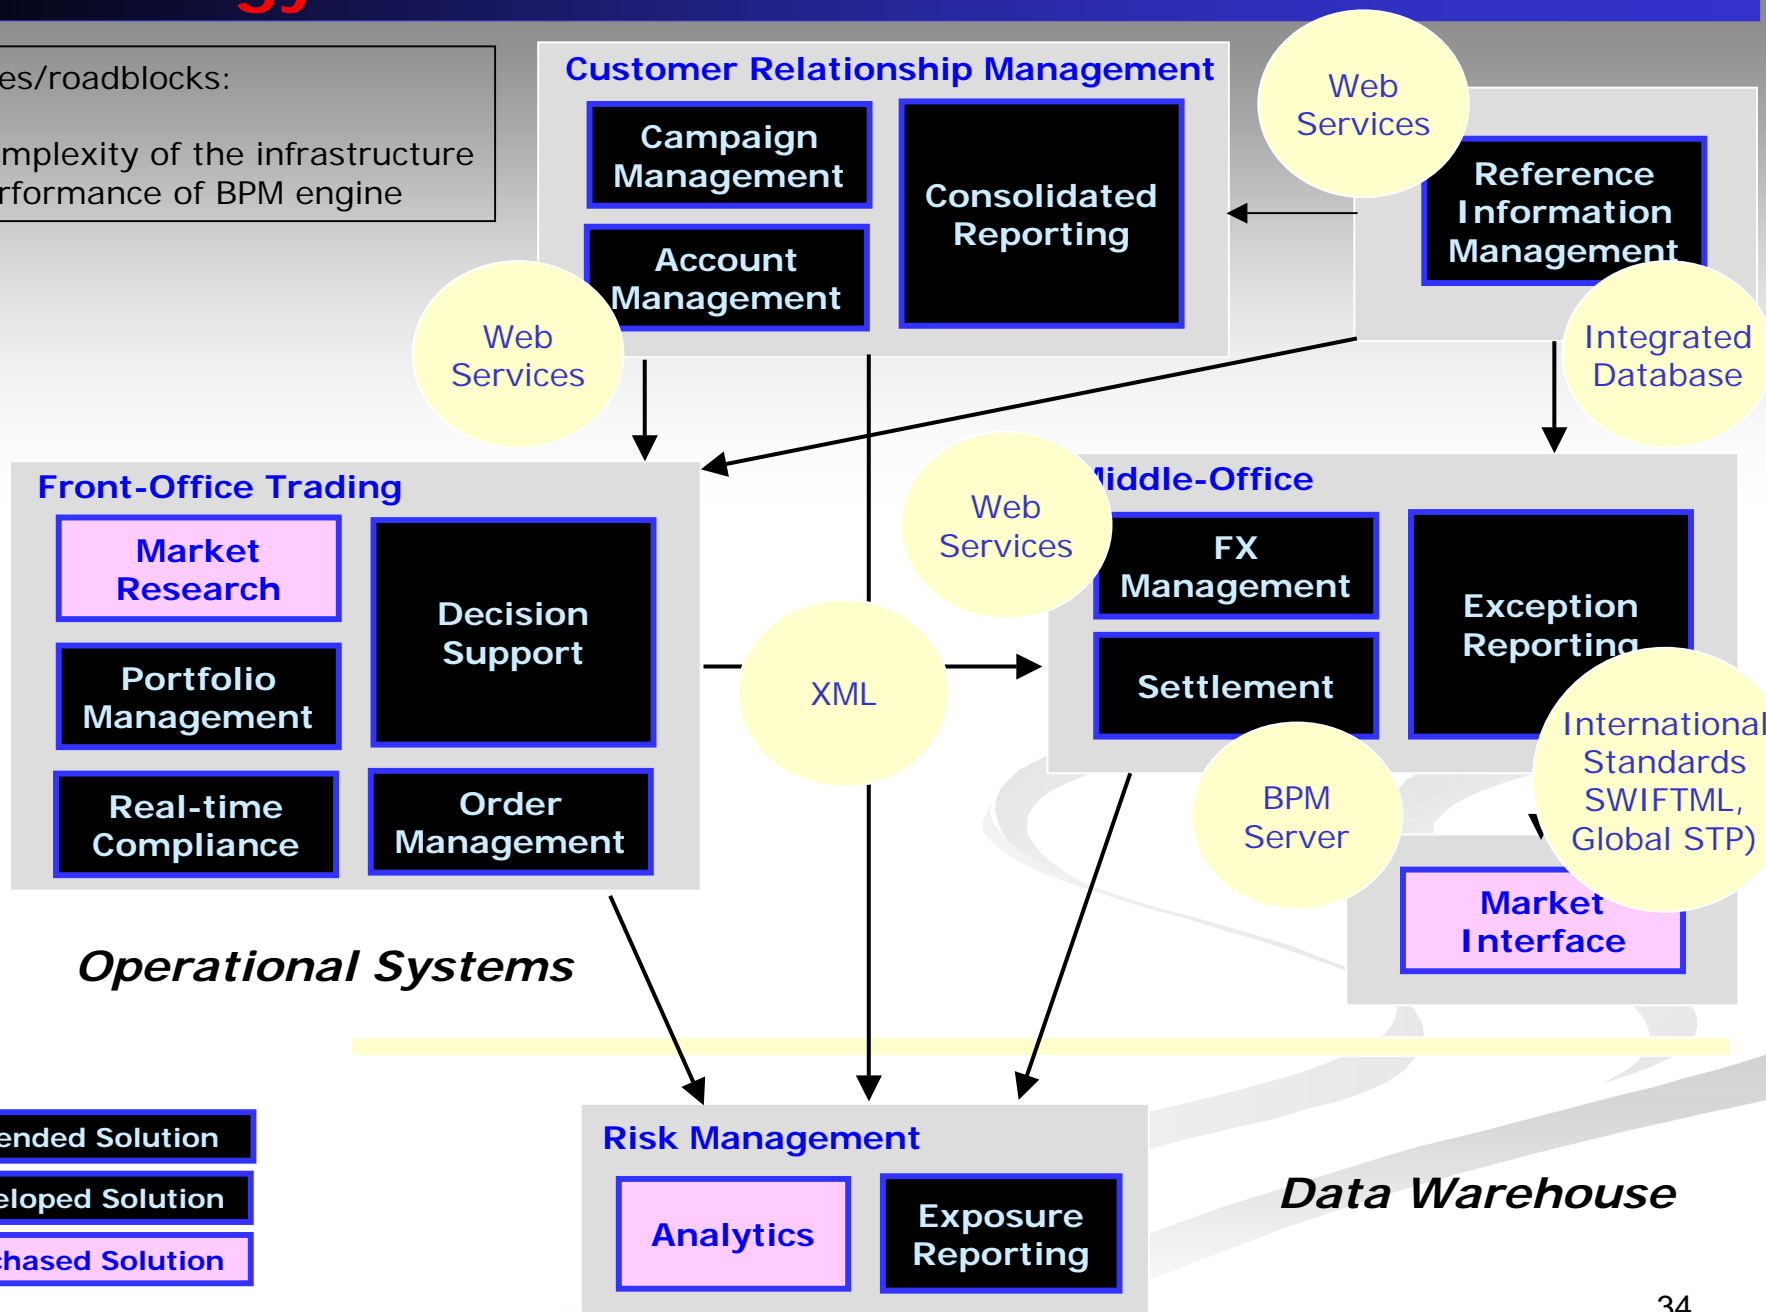 gy
es/roadblocks:
mplexity of the infrastructure
rformance of BPM engine
Customer Relationship Management
Campaign
Management
Consolidated
Reporting
Account
Management
Web
Services
Reference
Information
Management
Web
Services
Integrated
Database
Front-Office Trading
Market
Research
Decision
Support
Portfolio
Management
Real-time
Compliance
Order
Management
Web
Services
iddle-Office
FX
Management
Exception
Reporting
Settlement
XML
BPM
Server
International
Standards
SWIFTML,
Global STP)
Market
Interface
Operational Systems
ended Solution
eloped Solution
chased Solution
Risk Management
Analytics
Exposure
Reporting
Data Warehouse
34